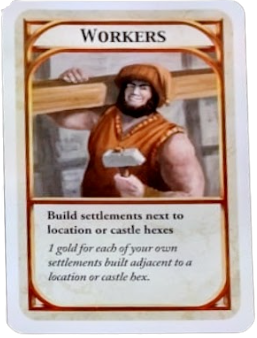 WORKERS
Build settlements next to
location or castle hexes
1 gold for each of your own
settlements built adjacent to a
location or castle hex.